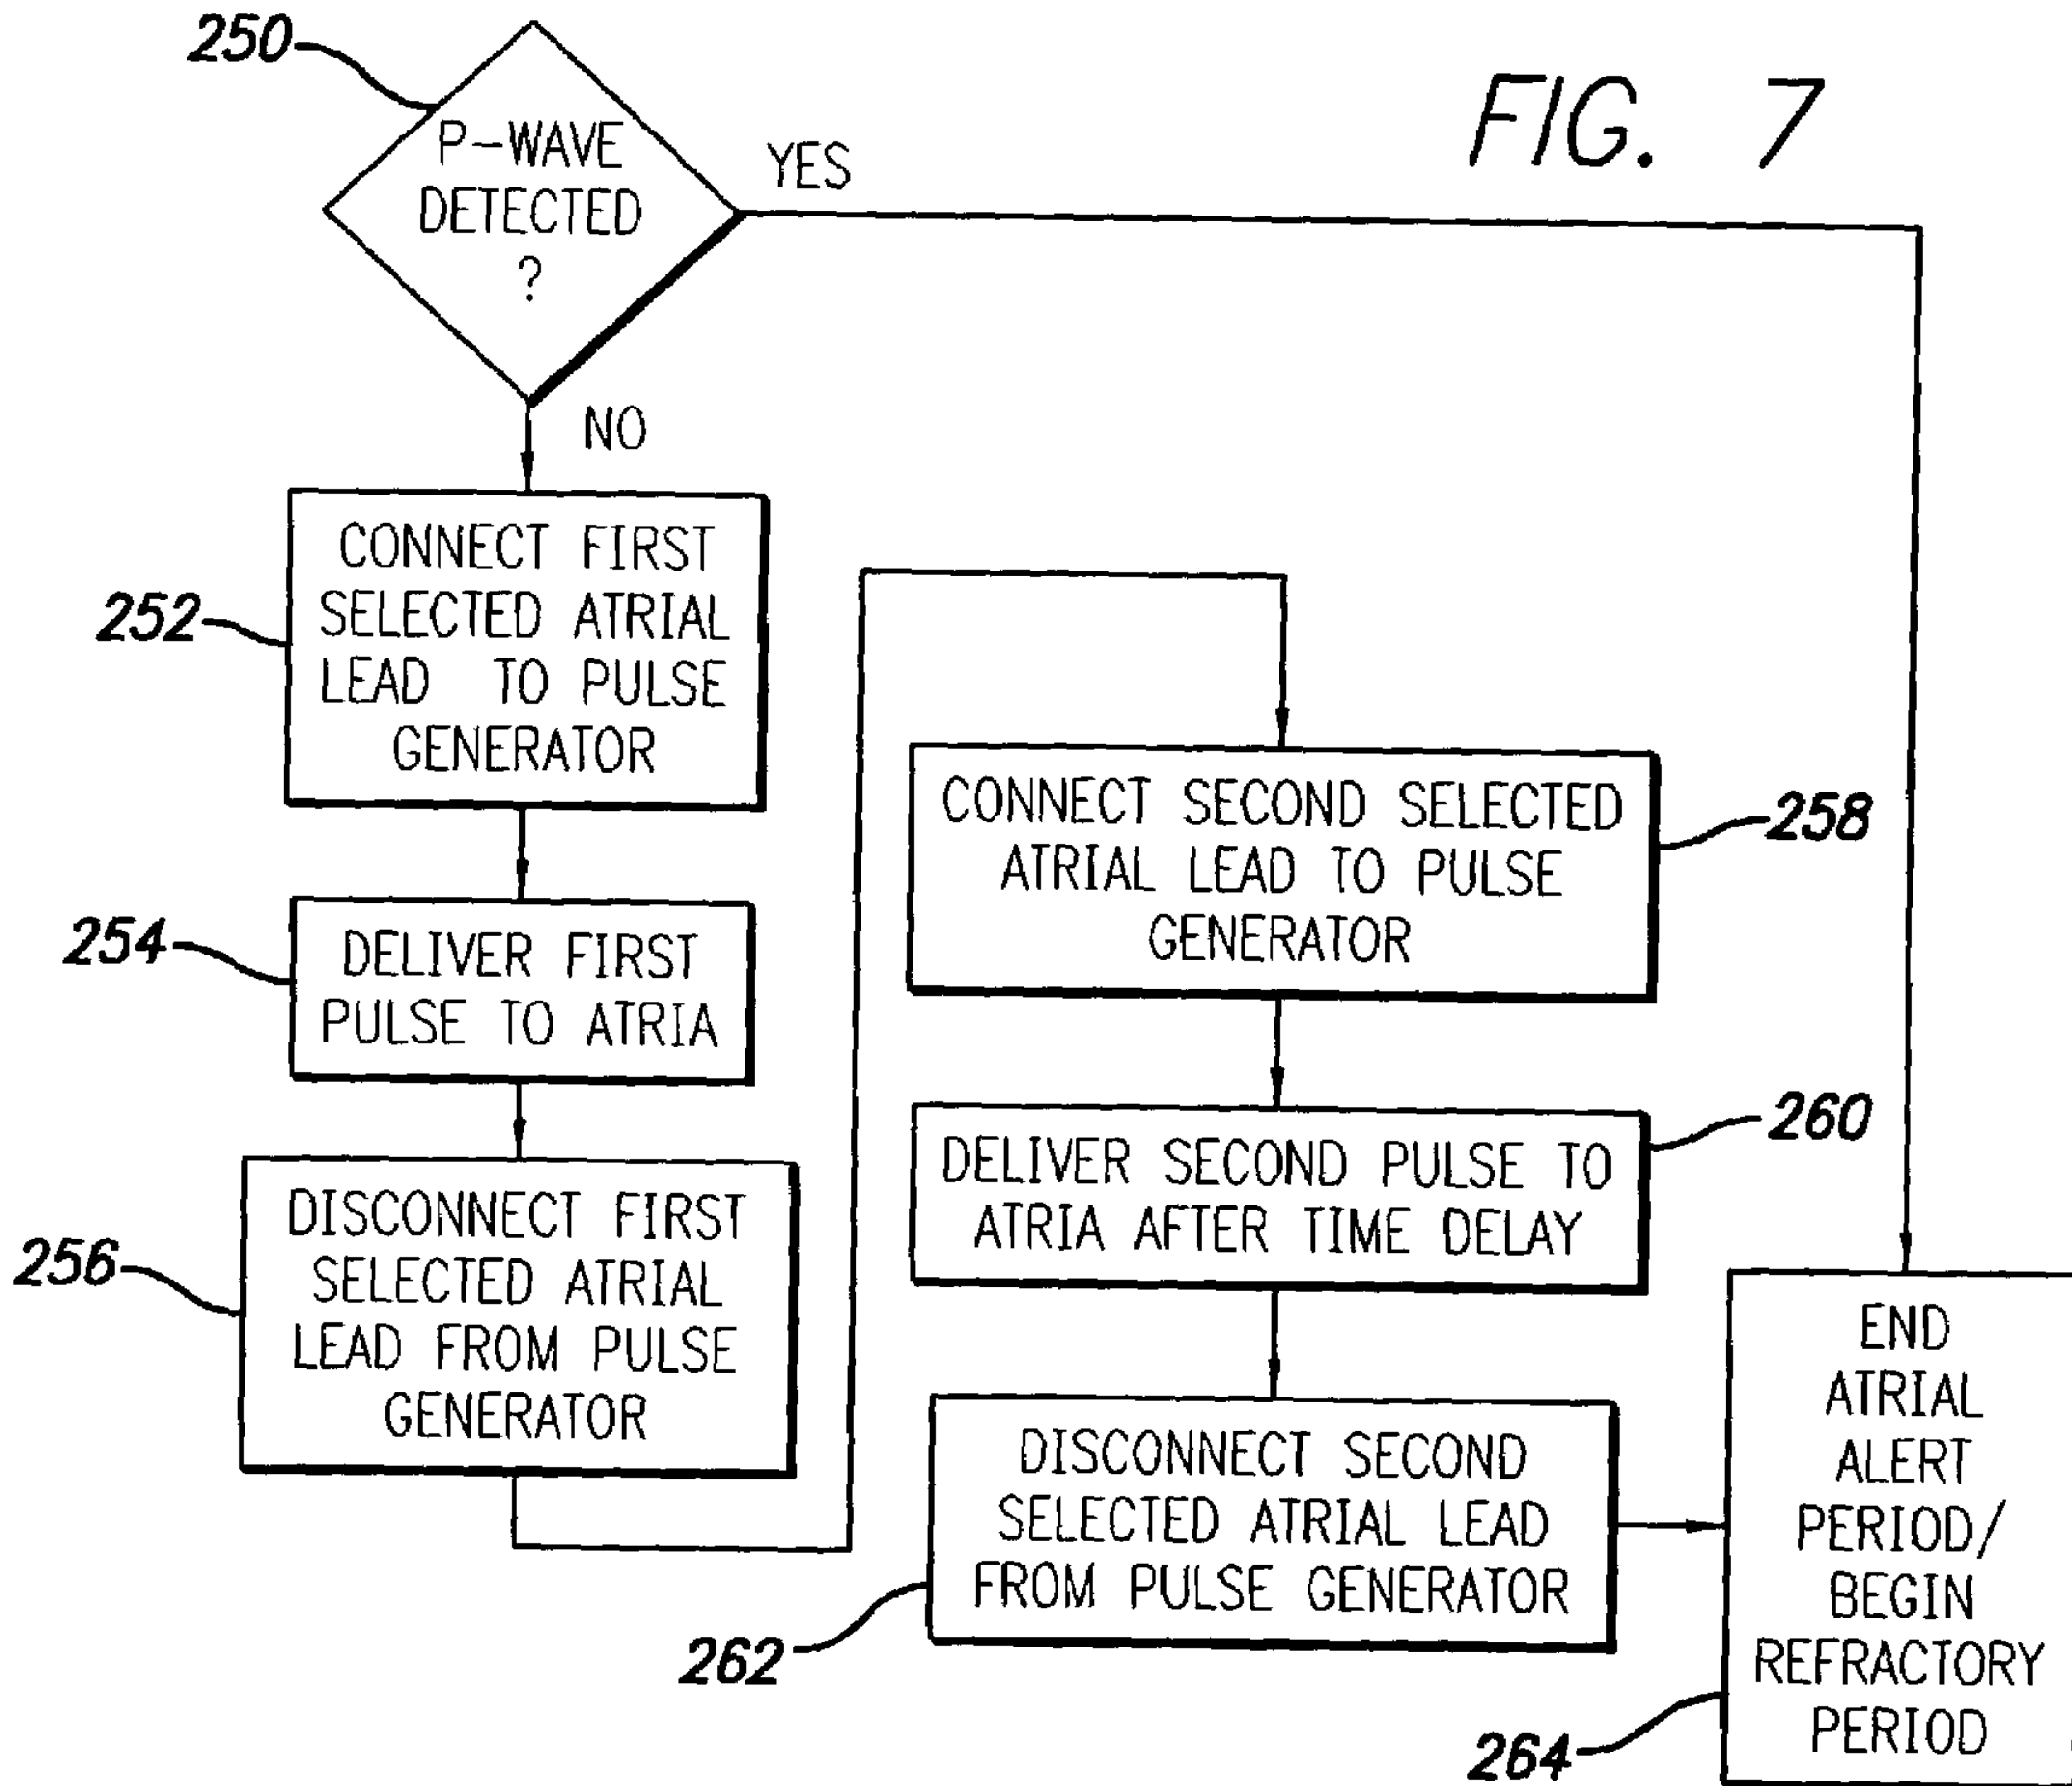 FIG. 7
250
P-WAVE
DETECTED
?
YES
NO
252
CONNECT FIRST
SELECTED ATRIAL
LEAD TO PULSE
GENERATOR
254
DELIVER FIRST
PULSE TO ATRIA
256
DISCONNECT FIRST
SELECTED ATRIAL
LEAD FROM PULSE
GENERATOR
258
CONNECT SECOND SELECTED
ATRIAL LEAD TO PULSE
GENERATOR
260
DELIVER SECOND PULSE TO
ATRIA AFTER TIME DELAY
262
DISCONNECT SECOND
SELECTED ATRIAL LEAD
FROM PULSE GENERATOR
264
END
ATRIAL
ALERT
PERIOD/
BEGIN
REFRACTORY
PERIOD